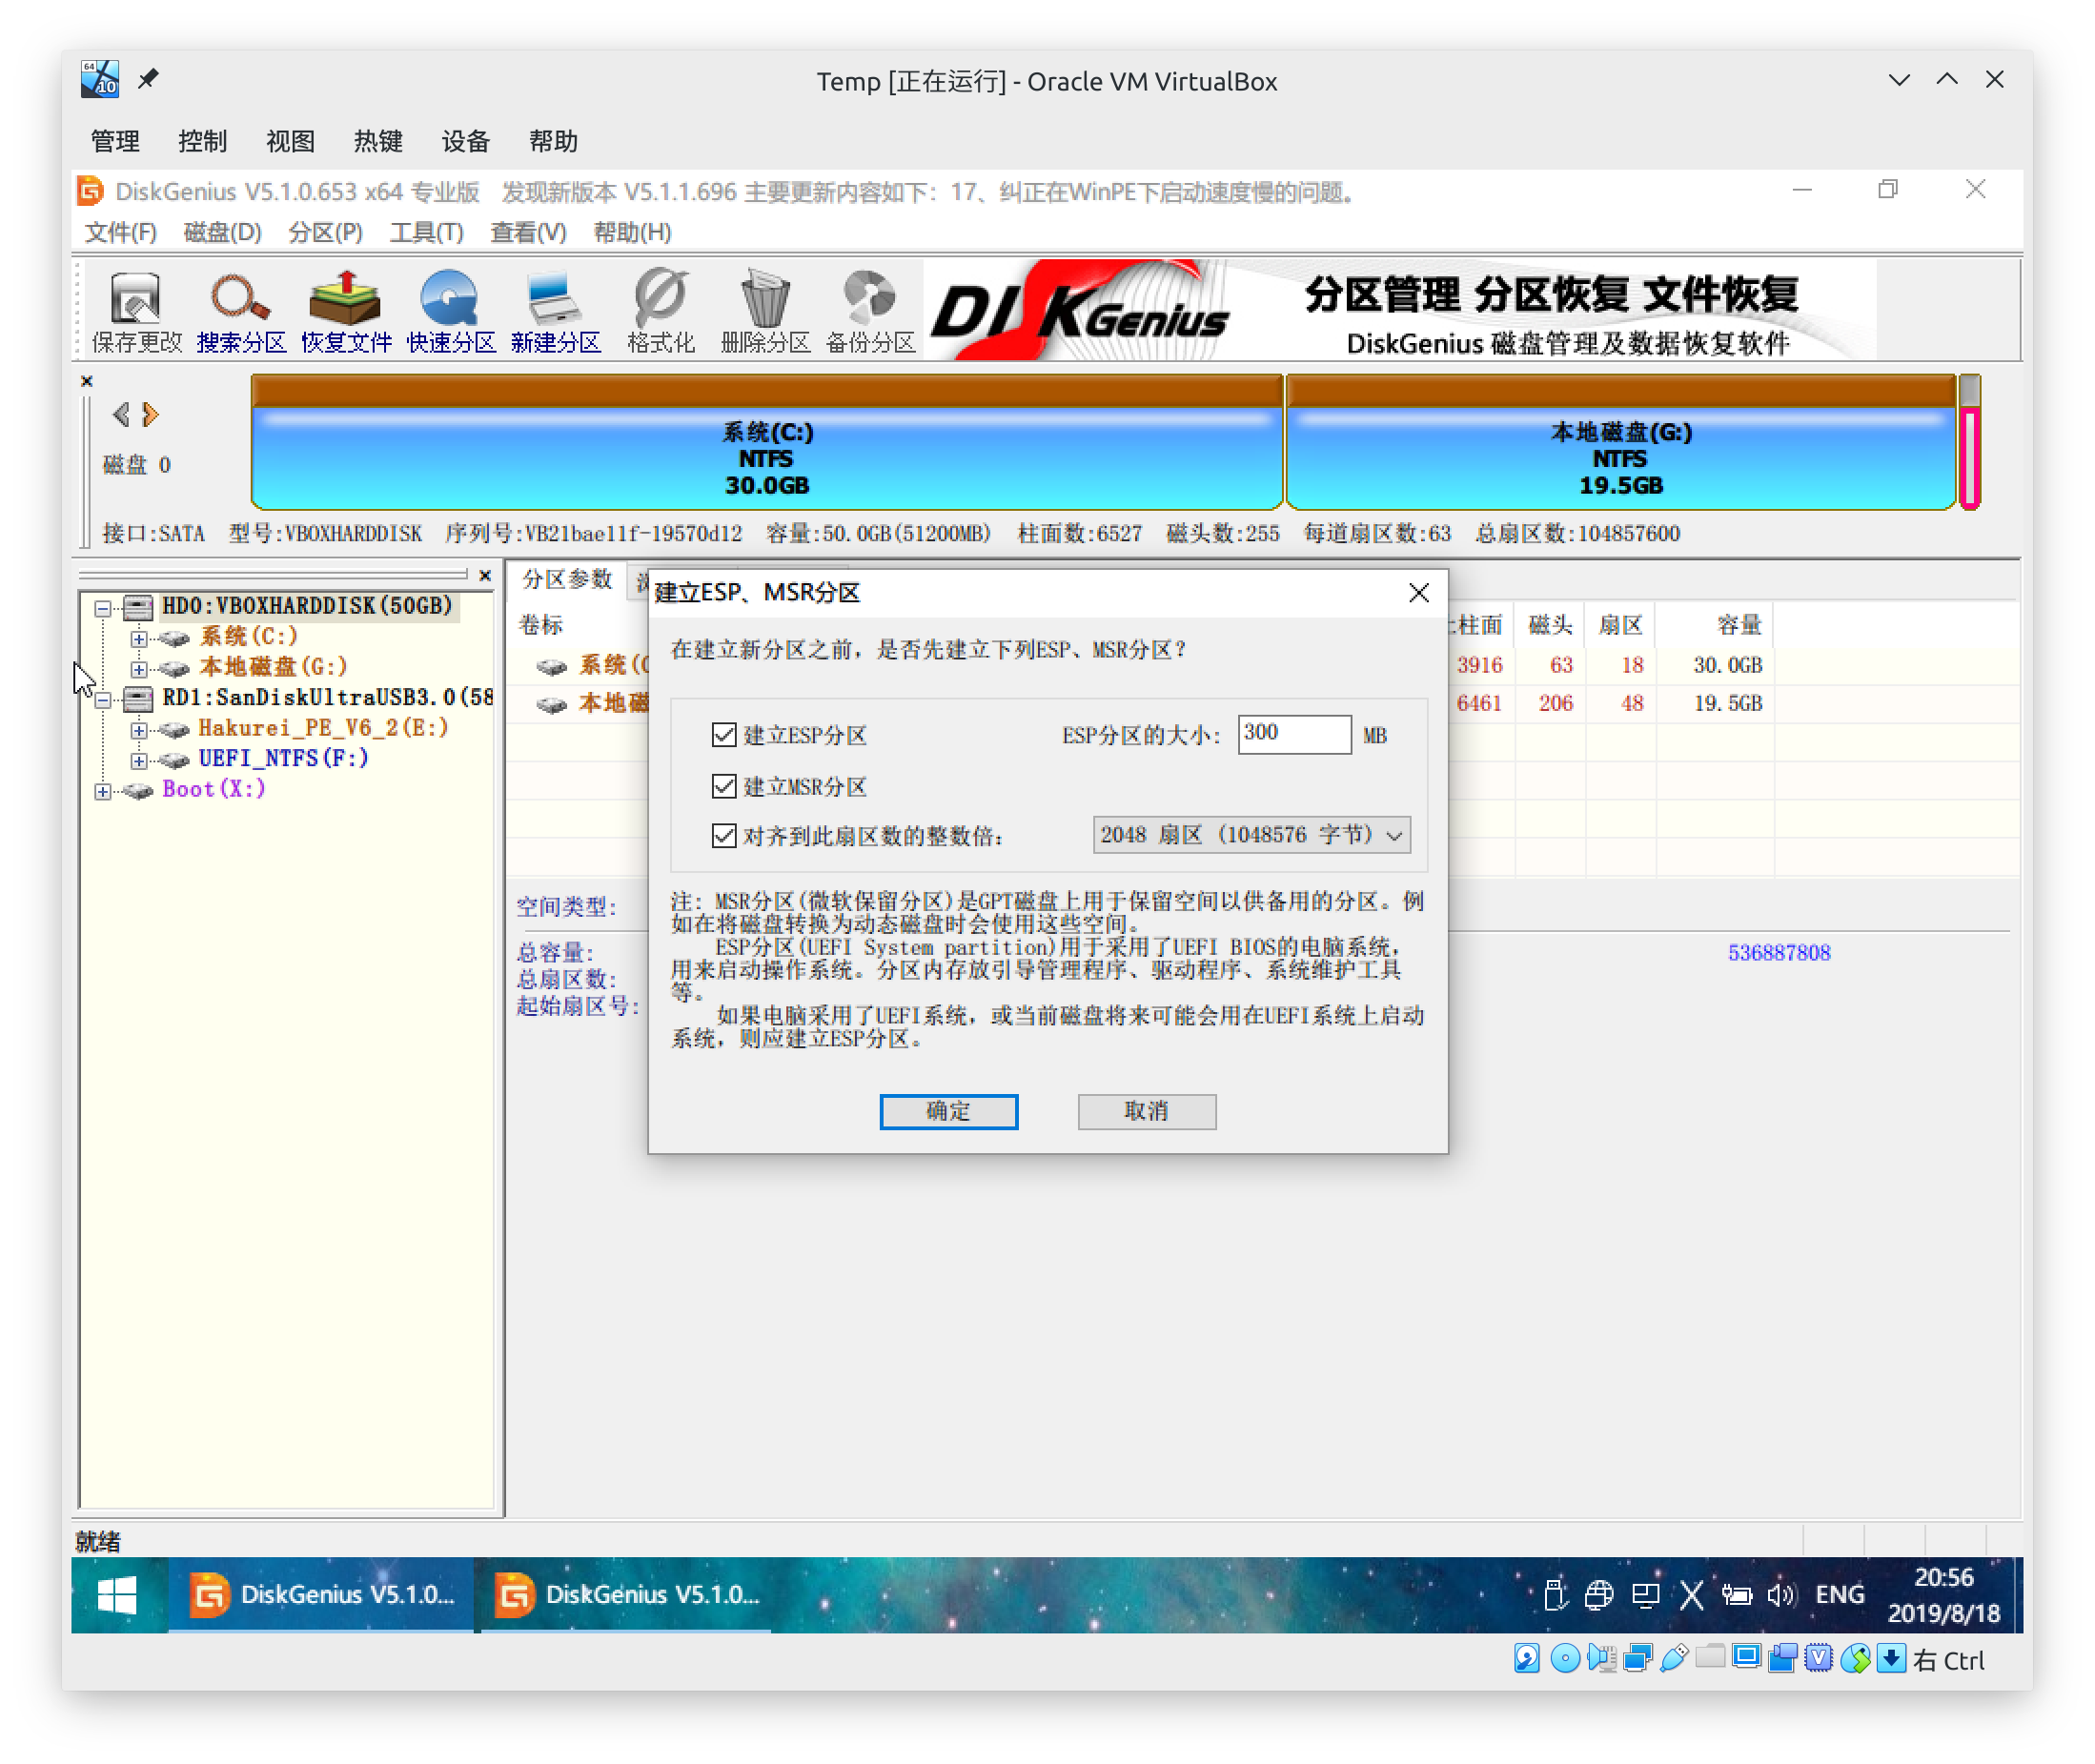 Temp [正在运行] - Oracle VM VirtualBox
管理 控制 视图 热键 设备 帮助
DiskGenius V5.1.0.653 x64 专业版 发现新版本 V5.1.1.696 主要更新内容如下：17、纠正在WinPE下启动速度慢的问题。
文件(F) 磁盘(D) 分区(P) 工具(T) 查看(V) 帮助(H)
保存更改 搜索分区 恢复文件 快速分区 新建分区 格式化 删除分区 备份分区
DISKGenius
分区管理 分区恢复 文件恢复
DiskGenius 磁盘管理及数据恢复软件
磁盘 0
系统(C:)
NTFS
30.0GB
本地磁盘(G:)
NTFS
19.5GB
接口:SATA 型号:VBOXHARDDISK 序列号:VB21bae11f-19570d12 容量:50.0GB(51200MB) 柱面数:6527 磁头数:255 每道扇区数:63 总扇区数:104857600
HD0:VBOXHARDDISK(50GB)
系统(C:)
本地磁盘(G:)
RD1:SanDiskUltraUSB3.0(58
Hakurei_PE_V6_2(E:)
UEFI_NTFS(F:)
Boot(X:)
分区参数
卷标 柱面 磁头 扇区 容量
系统(C 3916 63 18 30.0GB
本地磁 6461 206 48 19.5GB
空间类型:
总容量: 536887808
总扇区数:
起始扇区号:
建立ESP、MSR分区
在建立新分区之前，是否先建立下列ESP、MSR分区？
建立ESP分区 ESP分区的大小: 300 MB
建立MSR分区
对齐到此扇区数的整数倍: 2048 扇区 (1048576 字节)
注: MSR分区(微软保留分区)是GPT磁盘上用于保留空间以供备用的分区。例
如在将磁盘转换为动态磁盘时会使用这些空间。
ESP分区(UEFI System partition)用于采用了UEFI BIOS的电脑系统，
用来启动操作系统。分区内存放引导管理程序、驱动程序、系统维护工具
等。
如果电脑采用了UEFI系统，或当前磁盘将来可能会用在UEFI系统上启动
系统，则应建立ESP分区。
确定 取消
就绪
DiskGenius V5.1.0... DiskGenius V5.1.0... ENG 20:56
2019/8/18
右 Ctrl